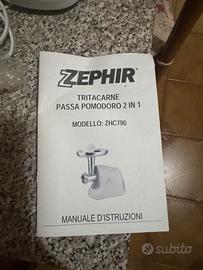 ZEPHIR®
TRITACARNE
PASSA POMODORO 2 IN 1
MODELLO: ZHC790
MANUALE D'ISTRUZIONI
subito